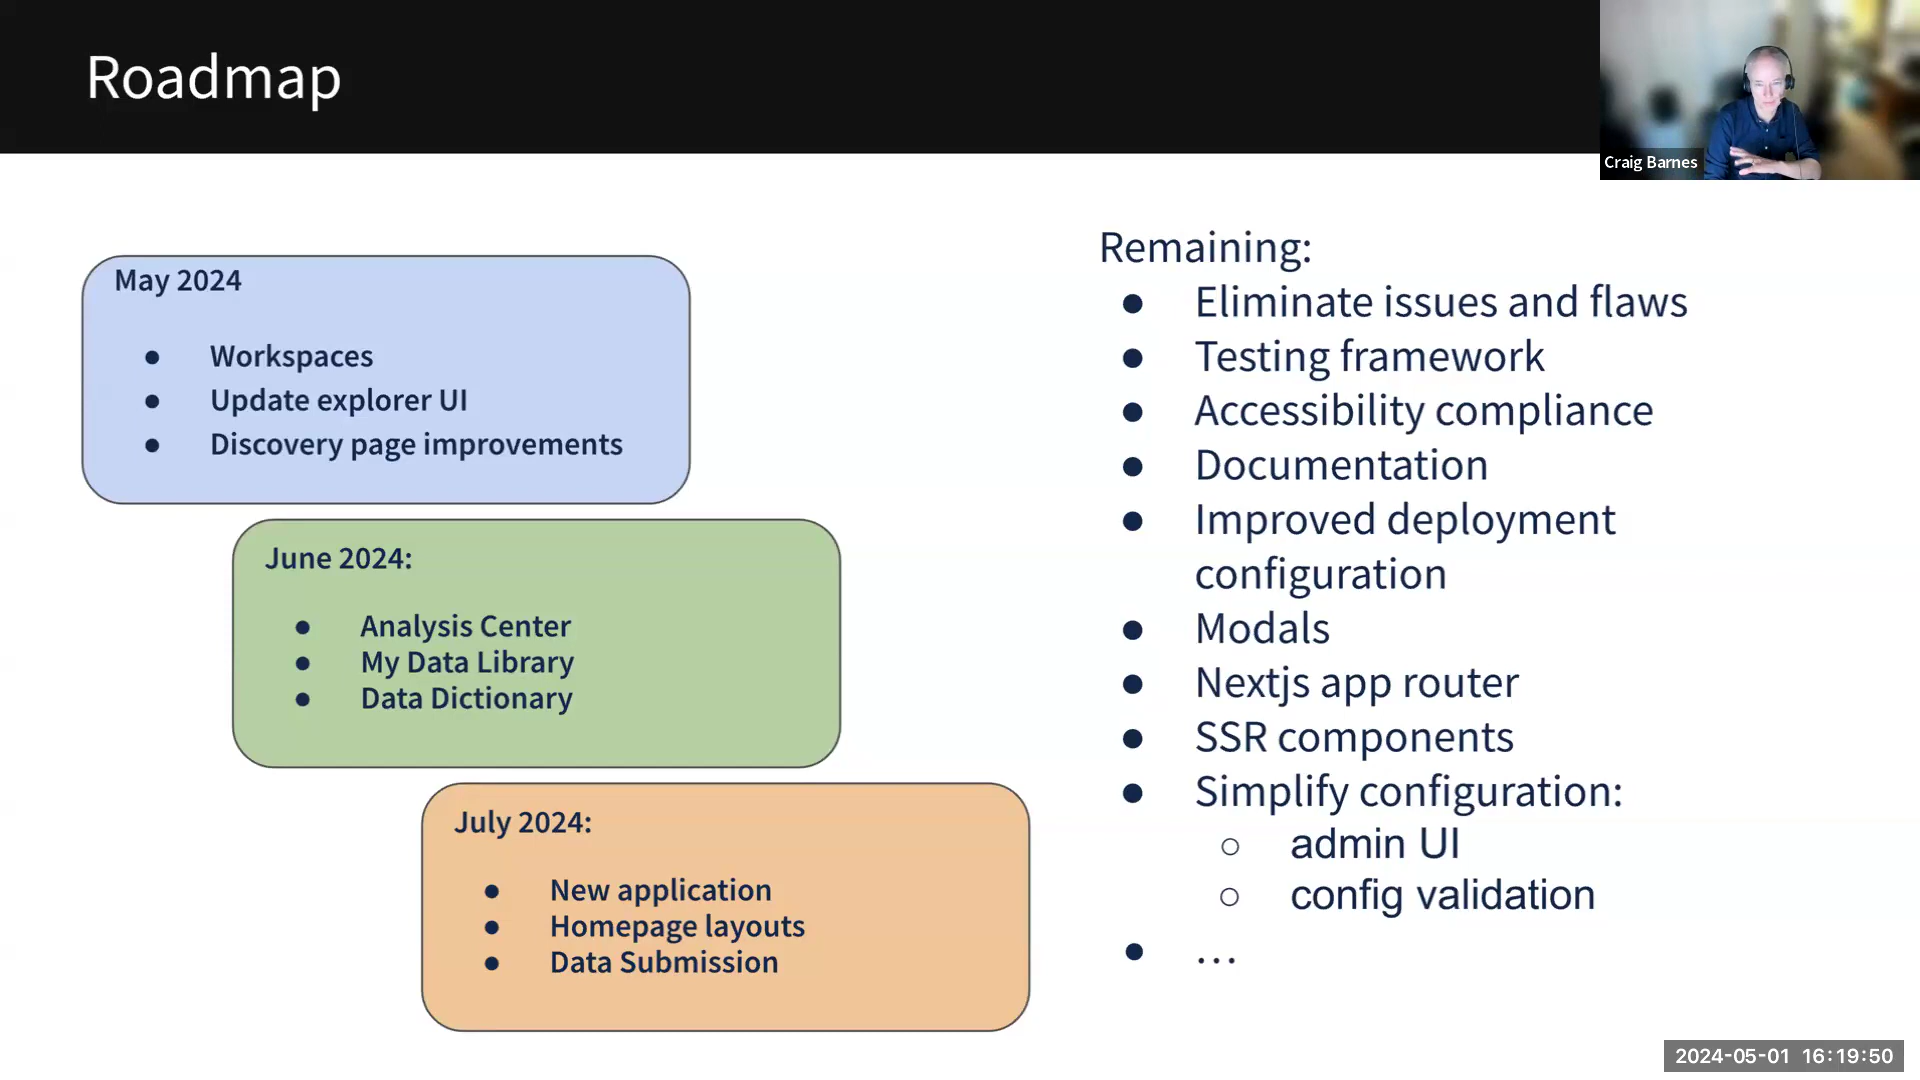 Roadmap
Craig Barnes
May 2024
● Workspaces
● Update explorer UI
● Discovery page improvements
June 2024:
● Analysis Center
● My Data Library
● Data Dictionary
July 2024:
● New application
● Homepage layouts
● Data Submission
Remaining:
● Eliminate issues and flaws
● Testing framework
● Accessibility compliance
● Documentation
● Improved deployment
configuration
● Modals
● Nextjs app router
● SSR components
● Simplify configuration:
○ admin UI
○ config validation
● …
2024-05-01 16:19:50